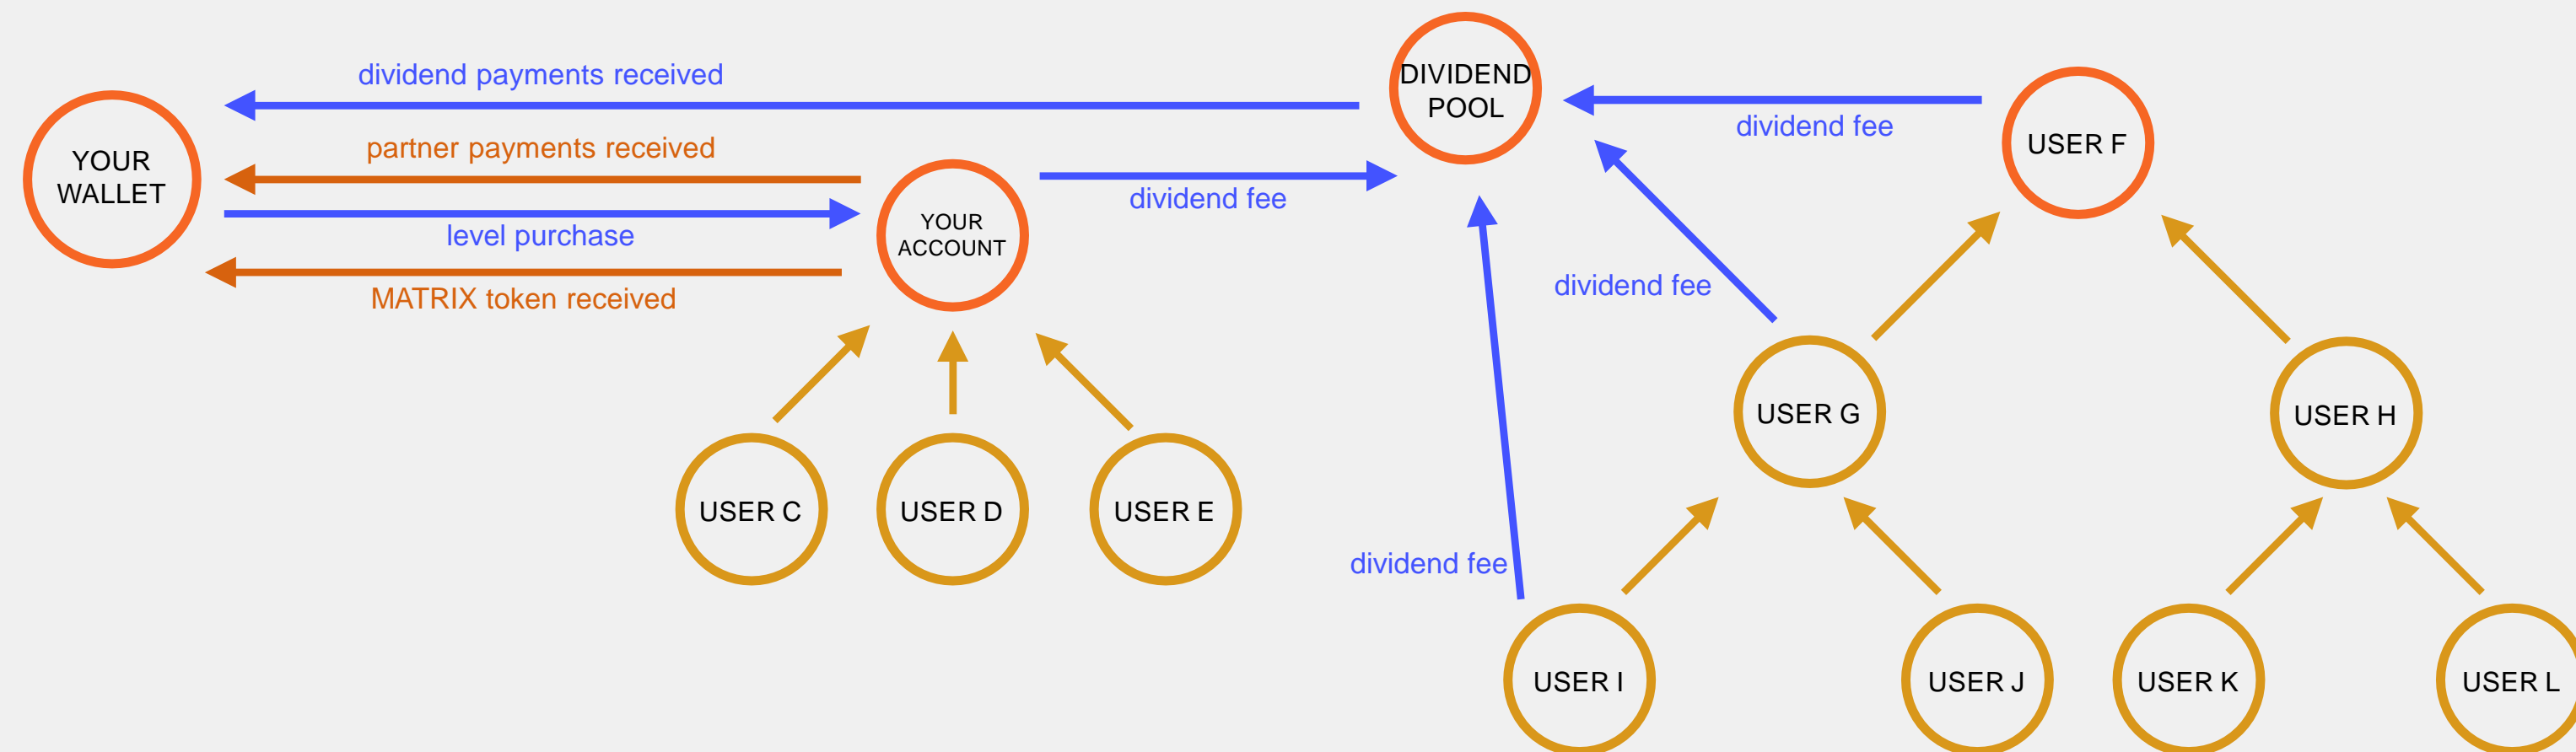 dividend payments received
partner payments received
level purchase
MATRIX token received
YOUR
WALLET
YOUR
ACCOUNT
dividend fee
DIVIDEND
POOL
dividend fee
USER F
dividend fee
dividend fee
USER G
USER H
USER C
USER D
USER E
USER I
USER J
USER K
USER L